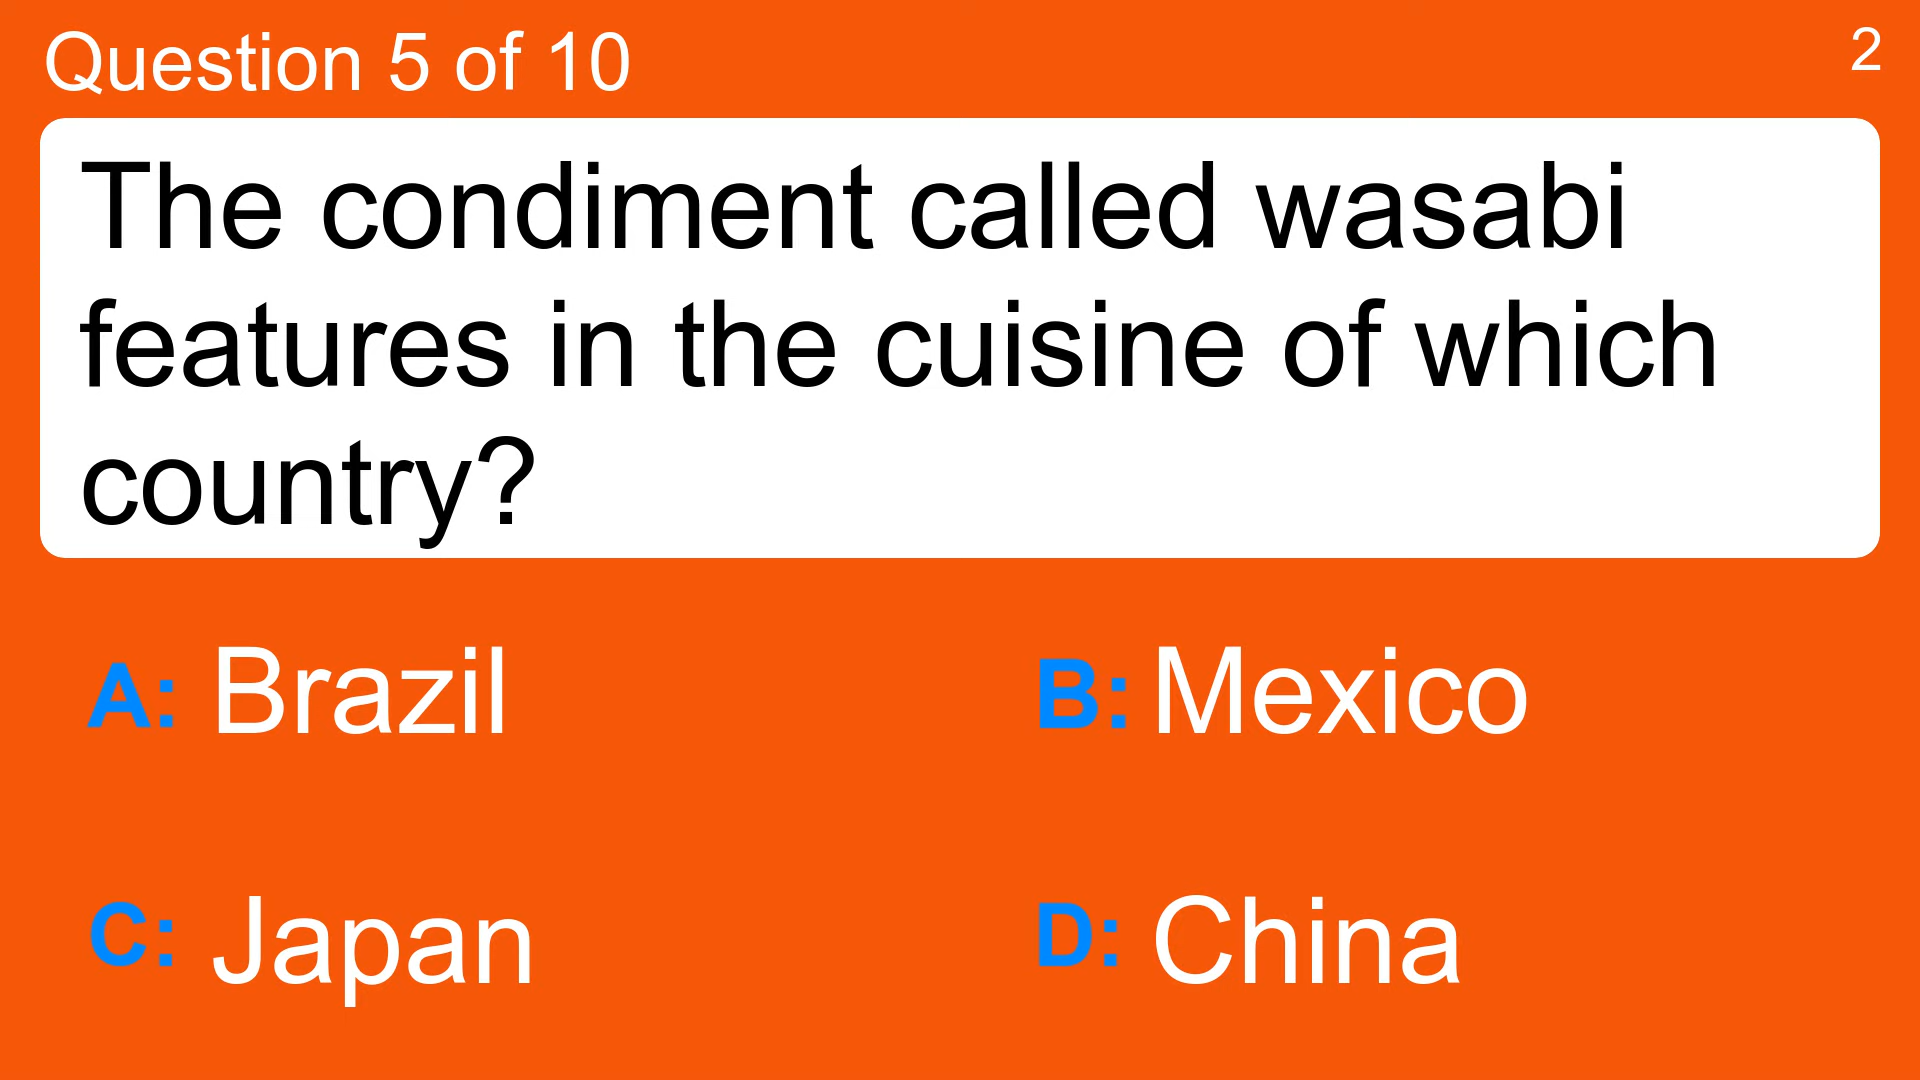 Question 5 of 10
2
The condiment called wasabi
features in the cuisine of which
country?
A: Brazil
B: Mexico
C: Japan
D: China